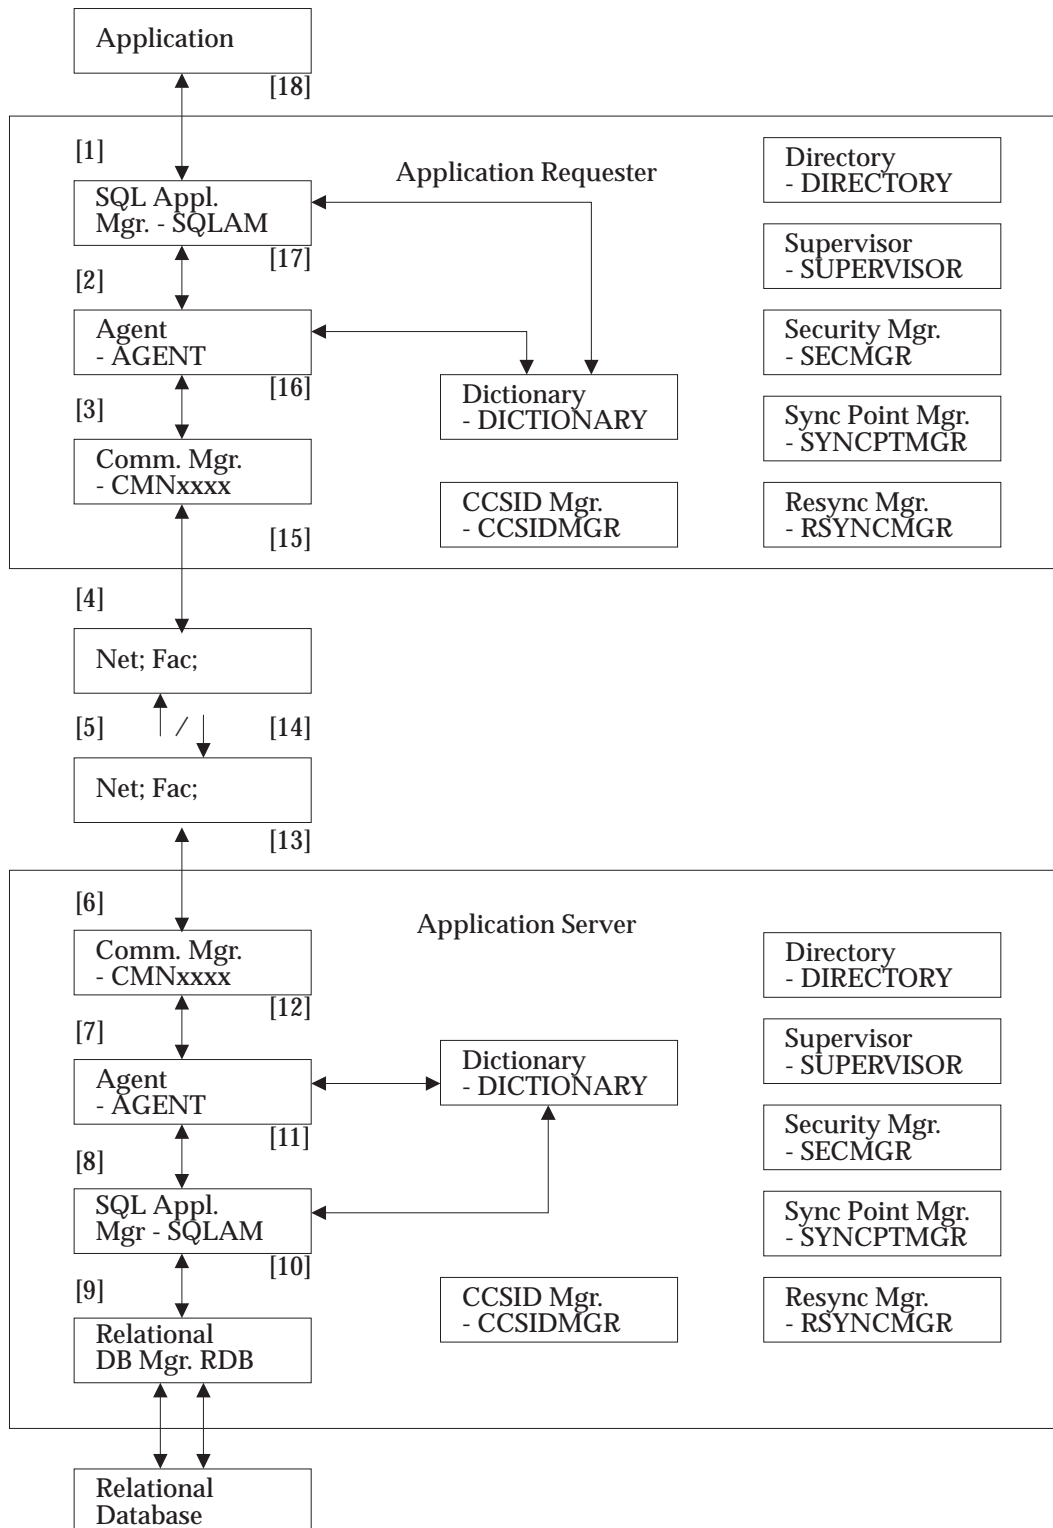 Application
[18]
[1]
Application Requester
Directory
- DIRECTORY
SQL Appl.
Mgr. - SQLAM
[17]
Supervisor
- SUPERVISOR
[2]
Agent
- AGENT
[16]
Security Mgr.
- SECMGR
Dictionary
- DICTIONARY
[3]
Sync Point Mgr.
- SYNCPTMGR
Comm. Mgr.
- CMNxxxx
[15]
CCSID Mgr.
- CCSIDMGR
Resync Mgr.
- RSYNCMGR
[4]
Net; Fac;
[5] / [14]
Net; Fac;
[13]
[6]
Application Server
Comm. Mgr.
- CMNxxxx
[12]
Directory
- DIRECTORY
[7]
Supervisor
- SUPERVISOR
Agent
- AGENT
[11]
Dictionary
- DICTIONARY
Security Mgr.
- SECMGR
[8]
SQL Appl.
Mgr - SQLAM
[10]
Sync Point Mgr.
- SYNCPTMGR
[9]
CCSID Mgr.
- CCSIDMGR
Resync Mgr.
- RSYNCMGR
Relational
DB Mgr. RDB
Relational
Database